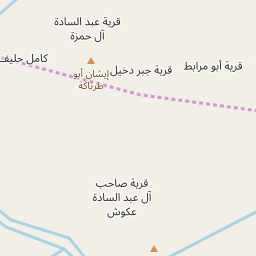 قرية عبد السادة
آل حمزة
كامل حليف
قرية أبو مرابط
قرية جبر دخيل
إيشان أبو
طرباكة
قرية صاحب
آل عبد السادة
عكوش